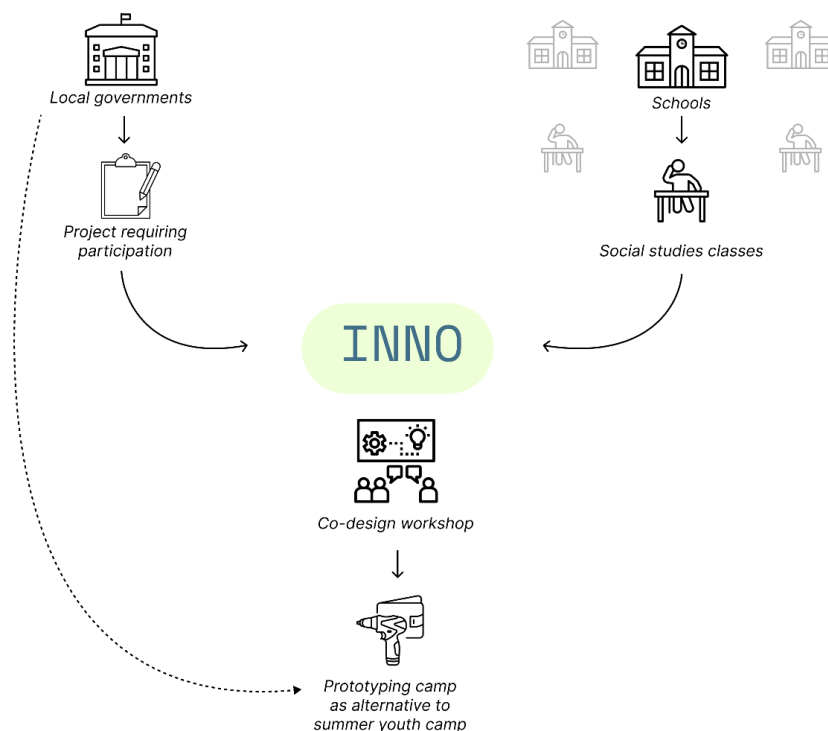 Local governments
Schools
Project requiring
participation
Social studies classes
INNO
Co-design workshop
Prototyping camp
as alternative to
summer youth camp